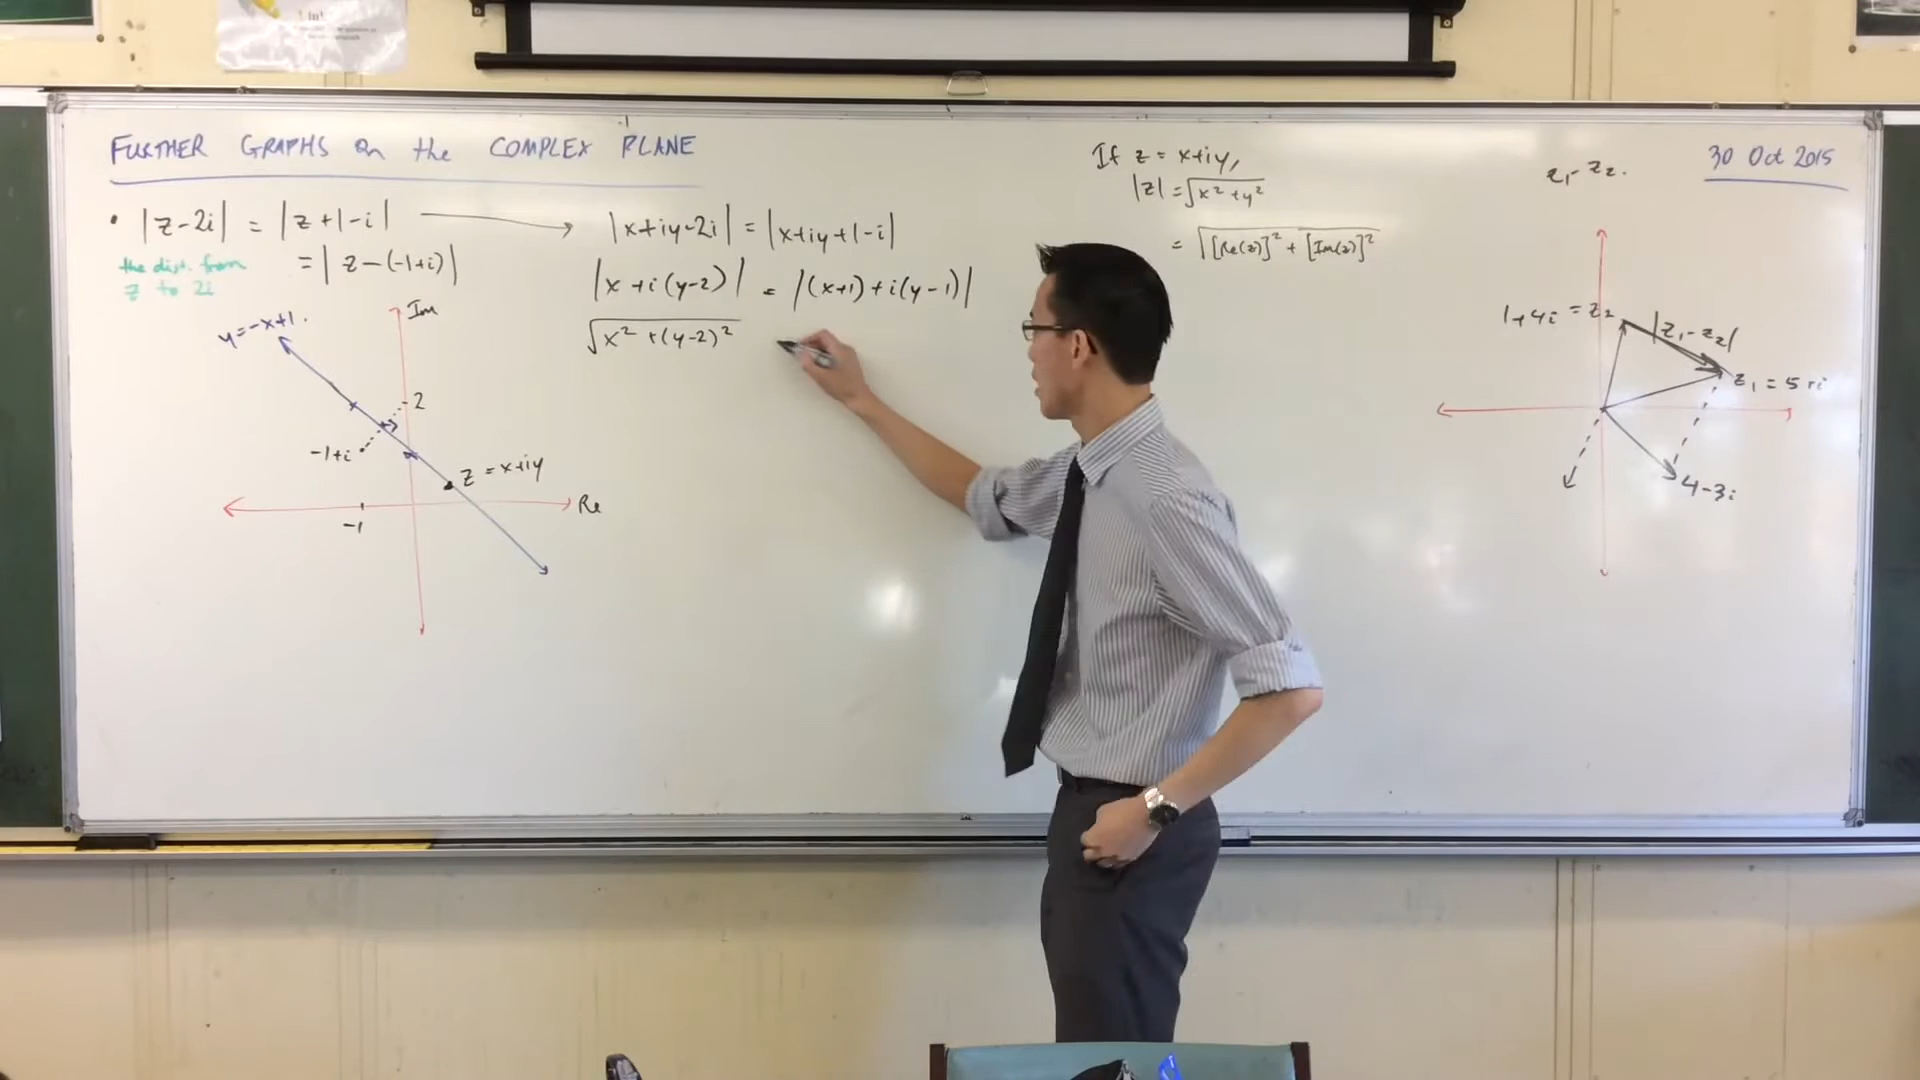 FURTHER GRAPHS on the COMPLEX PLANE
30 Oct 2015
• |z-2i| = |z+1-i|
= |z-(-1+i)|
the dist. from
z to 2i
y=-x+1.
Im
2
-1+i
z = x+iy
Re
-1
|x+iy-2i| = |x+iy+1-i|
|x+i(y-2)| = |(x+1)+i(y-1)|
√x²+(y-2)²
If z = x+iy,
|z| = √x²+y²
= √[Re(z)]² + [Im(z)]²
z₁-z₂.
1+4i = z₂
|z₁-z₂|
z₁ = 5+i
4-3i